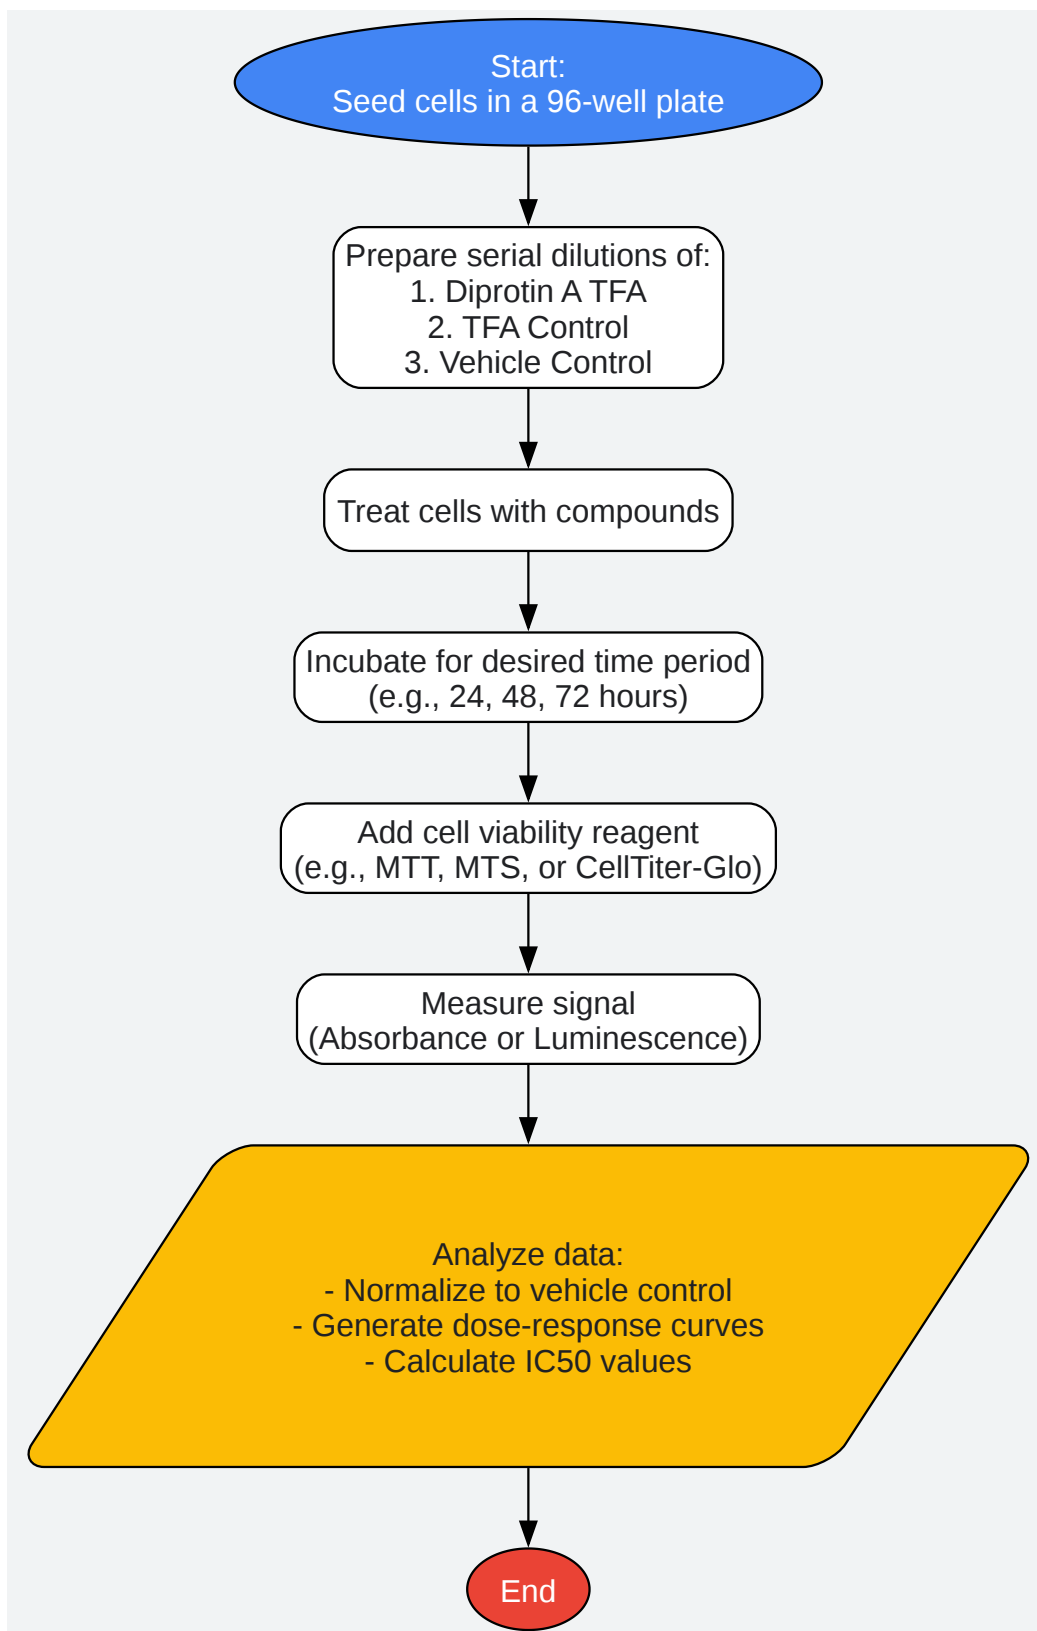 Start:
Seed cells in a 96-well plate
Prepare serial dilutions of:
1. Diprotin A TFA
2. TFA Control
3. Vehicle Control
Treat cells with compounds
Incubate for desired time period
(e.g., 24, 48, 72 hours)
Add cell viability reagent
(e.g., MTT, MTS, or CellTiter-Glo)
Measure signal
(Absorbance or Luminescence)
Analyze data:
- Normalize to vehicle control
- Generate dose-response curves
- Calculate IC50 values
End